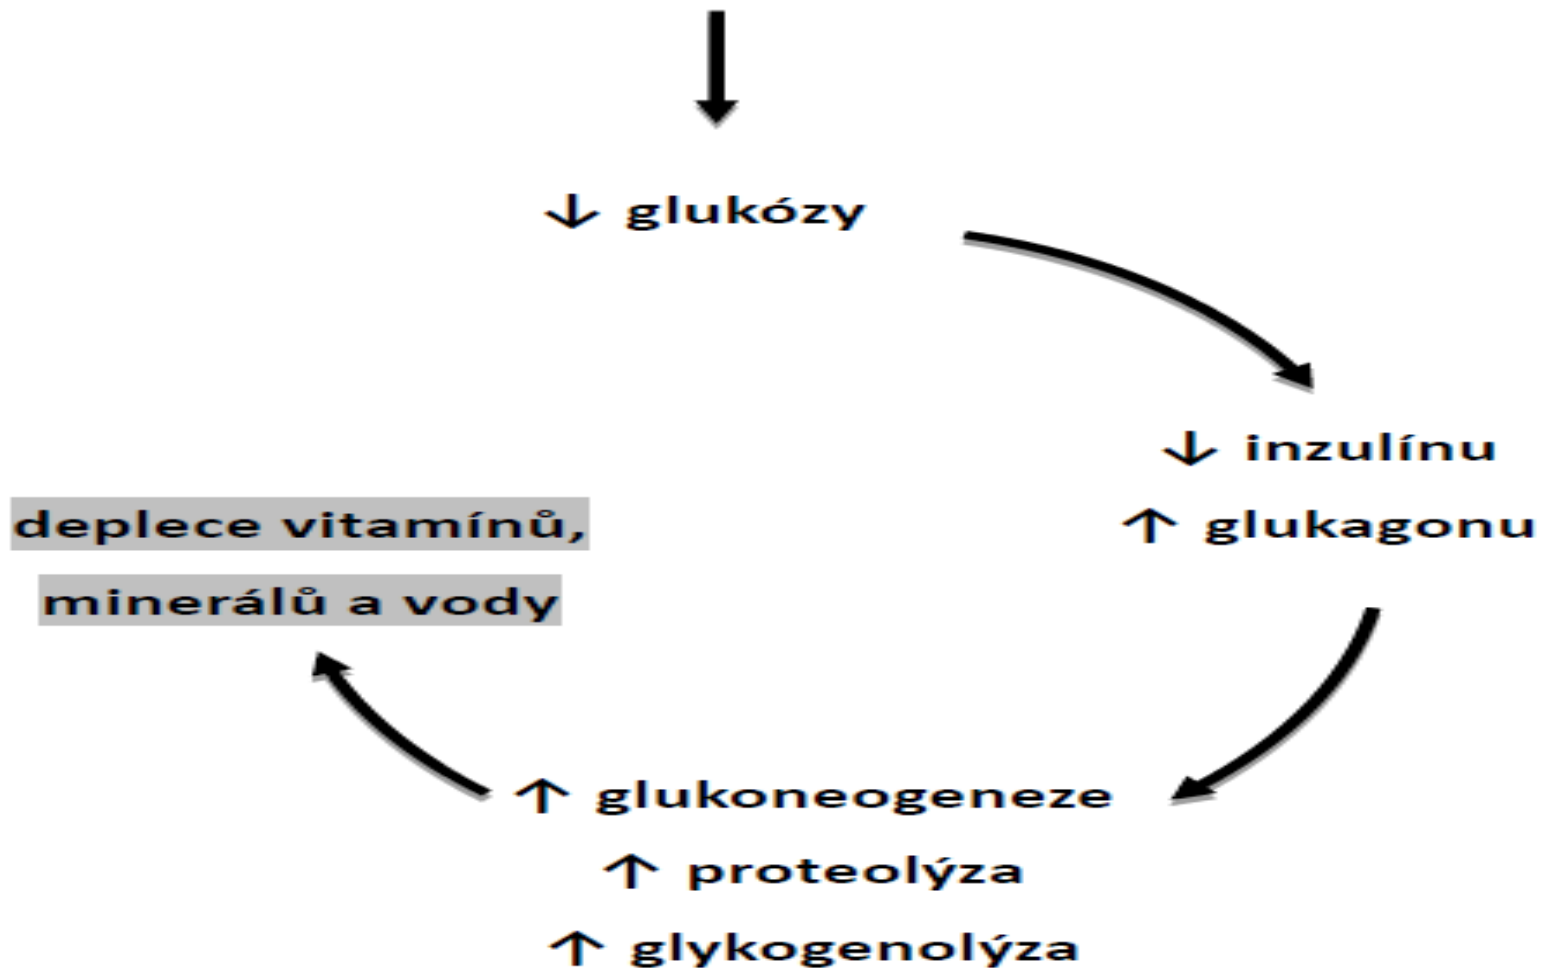 ↓ glukózy
↓ inzulínu
↑ glukagonu
deplece vitamínů,
minerálů a vody
↑ glukoneogeneze
↑ proteolýza
↑ glykogenolýza